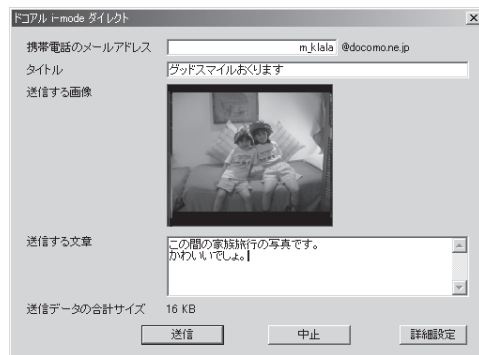 ドコアル i-mode ダイレクト
携帯電話のメールアドレス m_klala @docomo.ne.jp
タイトル グッドスマイルおくります
送信する画像
送信する文章 この間の家族旅行の写真です。
かわいいでしょ。
送信データの合計サイズ 16 KB
送信 中止 詳細設定